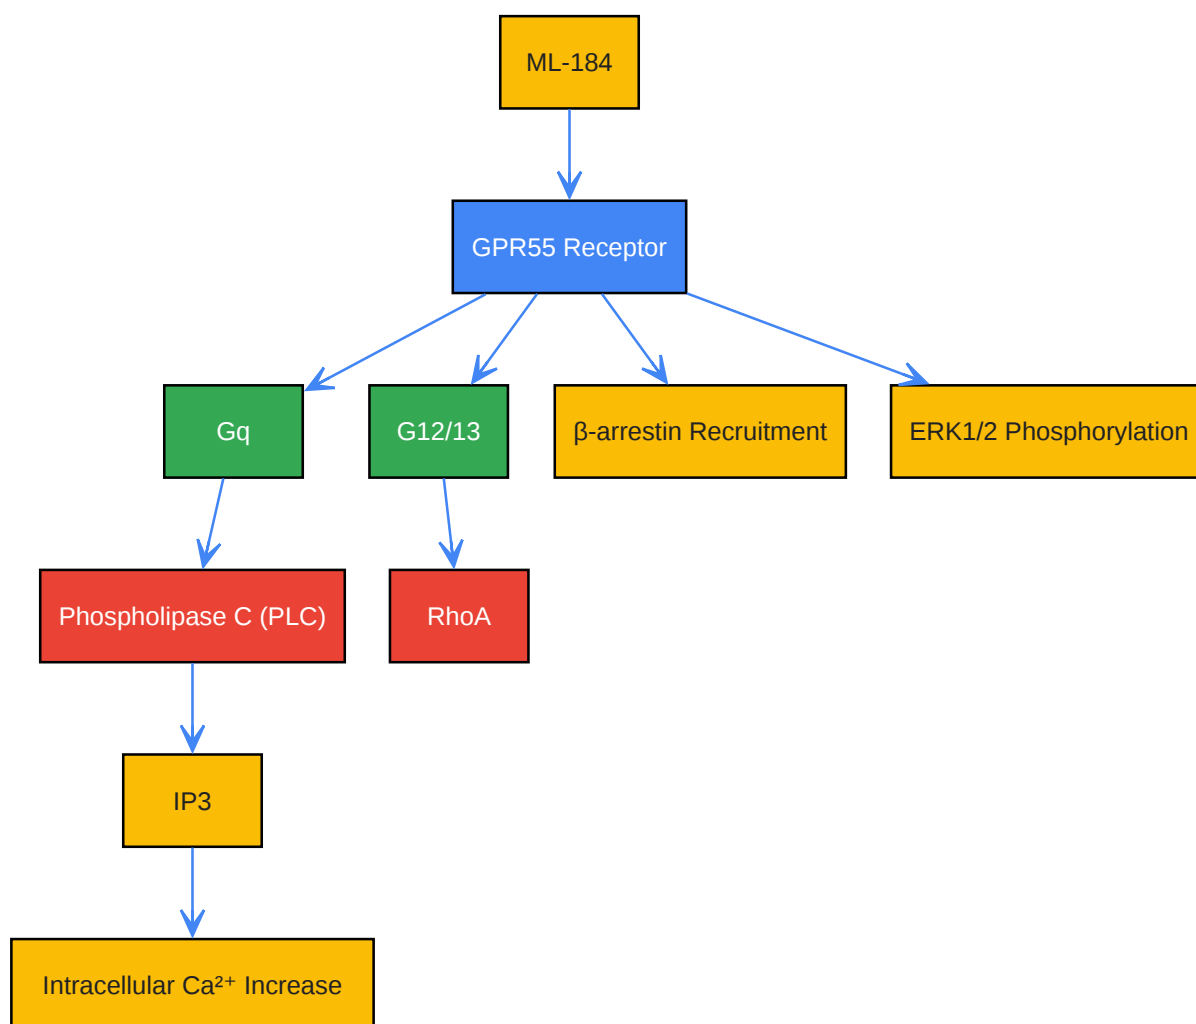 ML-184
GPR55 Receptor
Gq
G12/13
β-arrestin Recruitment
ERK1/2 Phosphorylation
Phospholipase C (PLC)
RhoA
IP3
Intracellular Ca²⁺ Increase